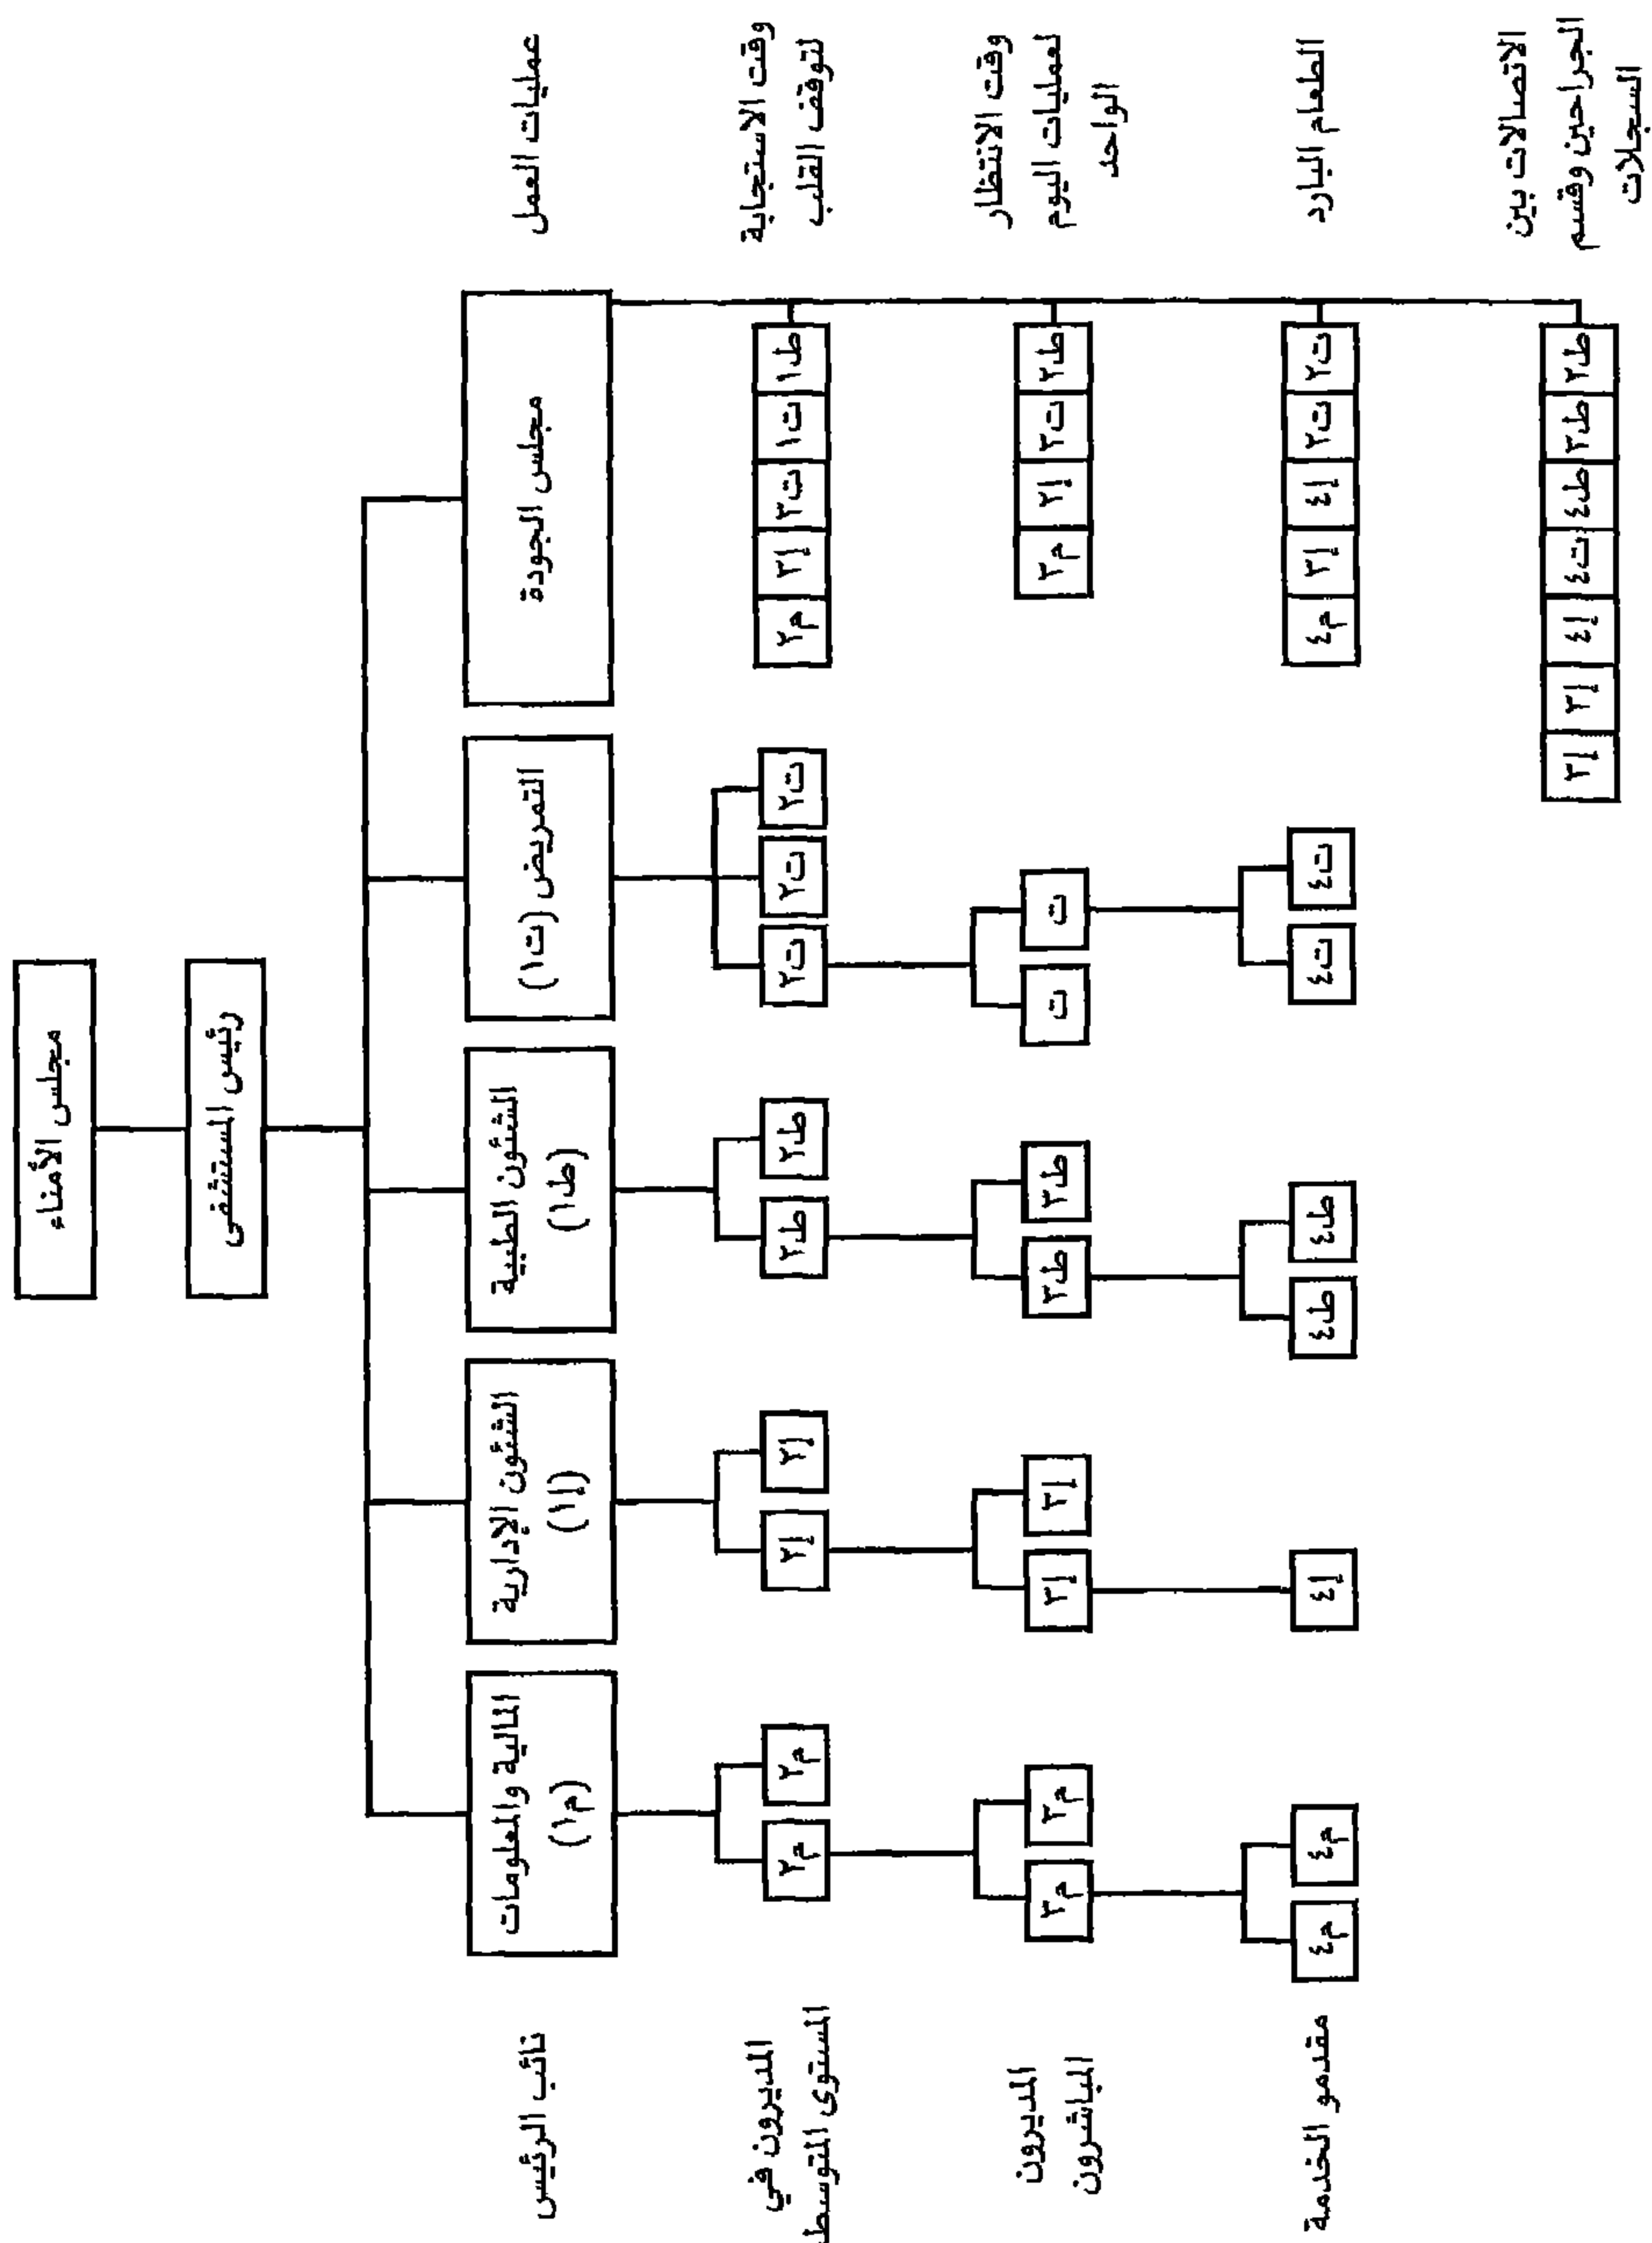 مجلس الأمناء
رئيس المستشفى
عمليات العمل
مجلس الجودة
التمريض (ت١)
الشئون الطبية
(ط١)
الشئون الإدارية
(إ١)
المالية والمعلومات
(م١)
نائب الرئيس
وقت الاستجابة
لتوقف القلب
ط١ ت١ ت٣ إ٣ م٢
ت٢ ت٢ ت٢
ط٢ ط٢
إ٢ إ٢
م٢ م٢
المديرون في
المستوى المتوسط
وقت الانتظار
لعمليات اليوم
الواحد
ط٢ ت٣ إ٢ م٣
ت ت
ط٣ ط٣
إ٣ إ٣
م٣ م٣
المديرون
المباشرون
الطعام البارد
ت٢ ت٢ إ٤ إ٣ م٤
ت٤ ت٤
ط٤ ط٤
إ٤
م٤ م٤
مقدمو الخدمة
الاتصالات بين
الجراحين وقسم
السجلات
ط٢ ط٣ ط٤ ت٤ إ٤ إ٣ إ٣